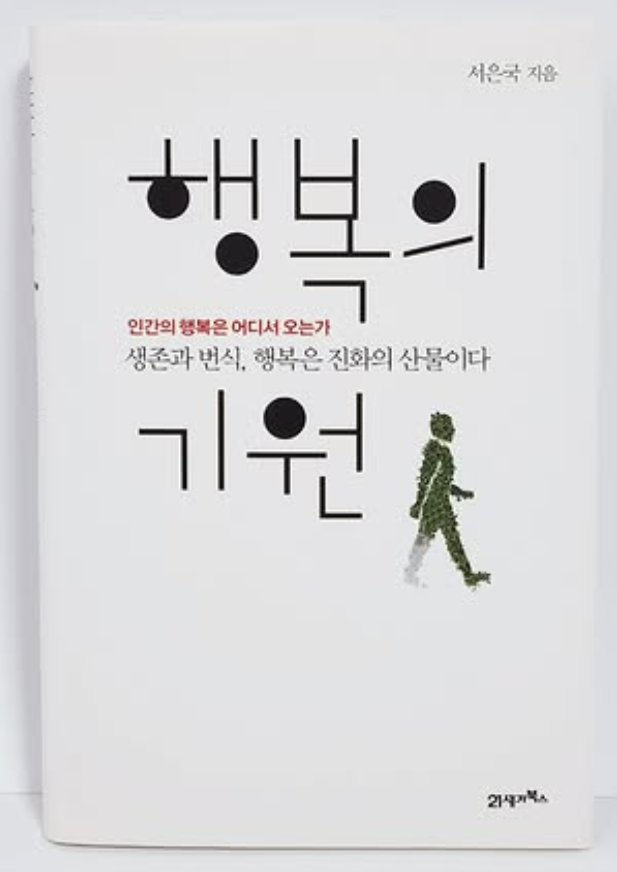 서은국 지음
행복의
인간의 행복은 어디서 오는가
생존과 번식, 행복은 진화의 산물이다
기원
21세기북스